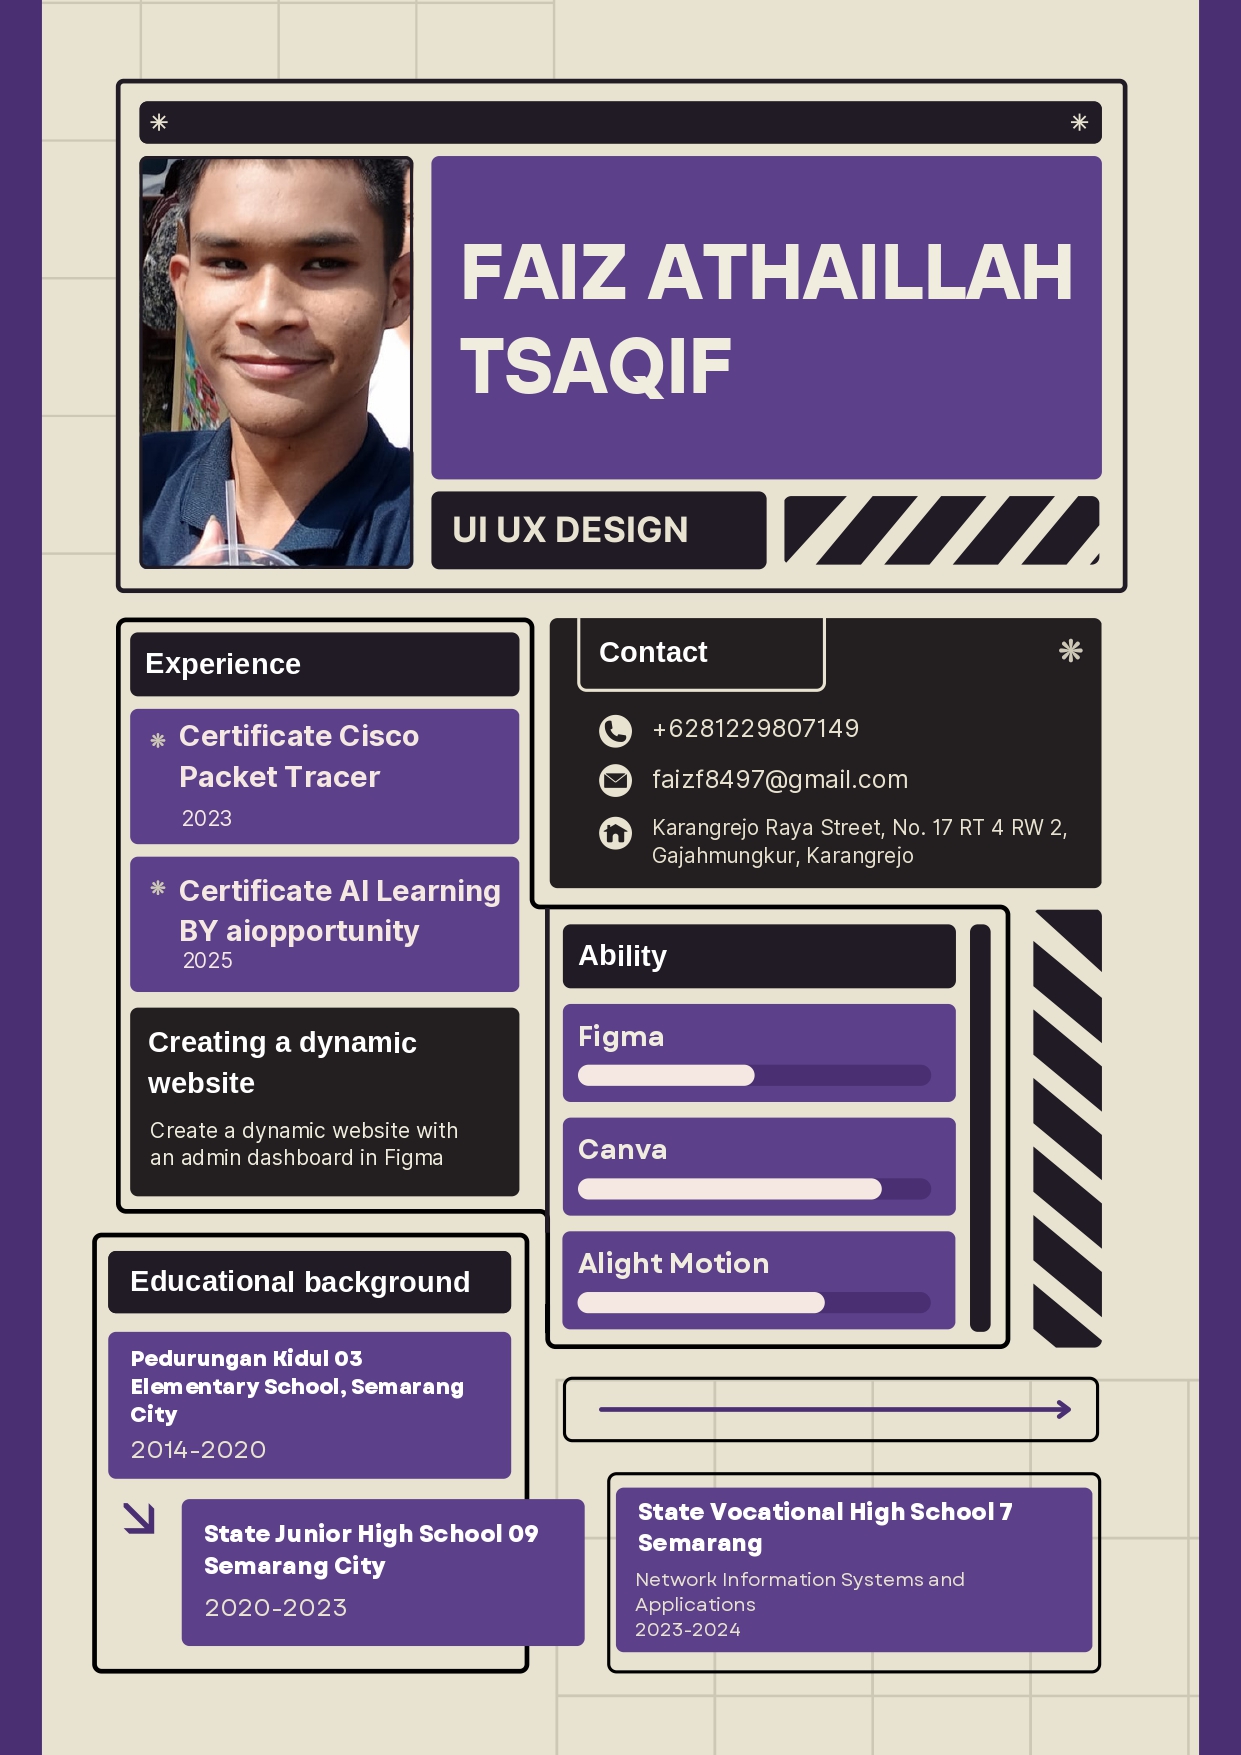 FAIZ ATHAILLAH
TSAQIF
UI UX DESIGN
Experience
Certificate Cisco
Packet Tracer
2023
Certificate AI Learning
BY aiopportunity
2025
Creating a dynamic
website
Create a dynamic website with
an admin dashboard in Figma
Contact
+6281229807149
faizf8497@gmail.com
Karangrejo Raya Street, No. 17 RT 4 RW 2,
Gajahmungkur, Karangrejo
Ability
Figma
Canva
Alight Motion
Educational background
Pedurungan Kidul 03
Elementary School, Semarang
City
2014-2020
State Junior High School 09
Semarang City
2020-2023
State Vocational High School 7
Semarang
Network Information Systems and
Applications
2023-2024